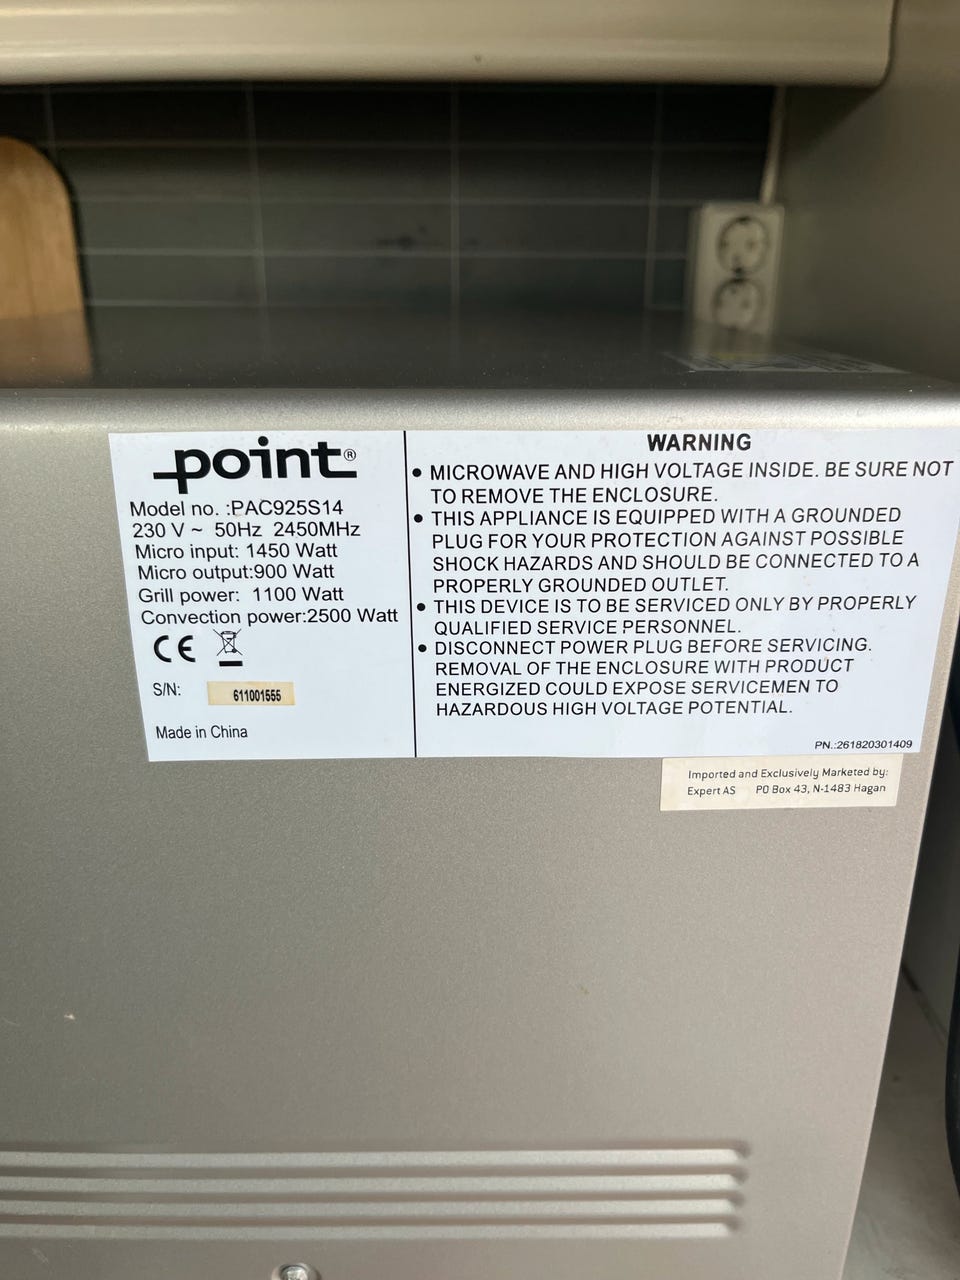 point®
Model no. :PAC925S14
230 V ~ 50Hz 2450MHz
Micro input: 1450 Watt
Micro output:900 Watt
Grill power: 1100 Watt
Convection power:2500 Watt
CE
S/N: 611001555
Made in China
WARNING
• MICROWAVE AND HIGH VOLTAGE INSIDE. BE SURE NOT
TO REMOVE THE ENCLOSURE.
• THIS APPLIANCE IS EQUIPPED WITH A GROUNDED
PLUG FOR YOUR PROTECTION AGAINST POSSIBLE
SHOCK HAZARDS AND SHOULD BE CONNECTED TO A
PROPERLY GROUNDED OUTLET.
• THIS DEVICE IS TO BE SERVICED ONLY BY PROPERLY
QUALIFIED SERVICE PERSONNEL.
• DISCONNECT POWER PLUG BEFORE SERVICING.
REMOVAL OF THE ENCLOSURE WITH PRODUCT
ENERGIZED COULD EXPOSE SERVICEMEN TO
HAZARDOUS HIGH VOLTAGE POTENTIAL.
PN.:261820301409
Imported and Exclusively Marketed by:
Expert AS PO Box 43, N-1483 Hagan